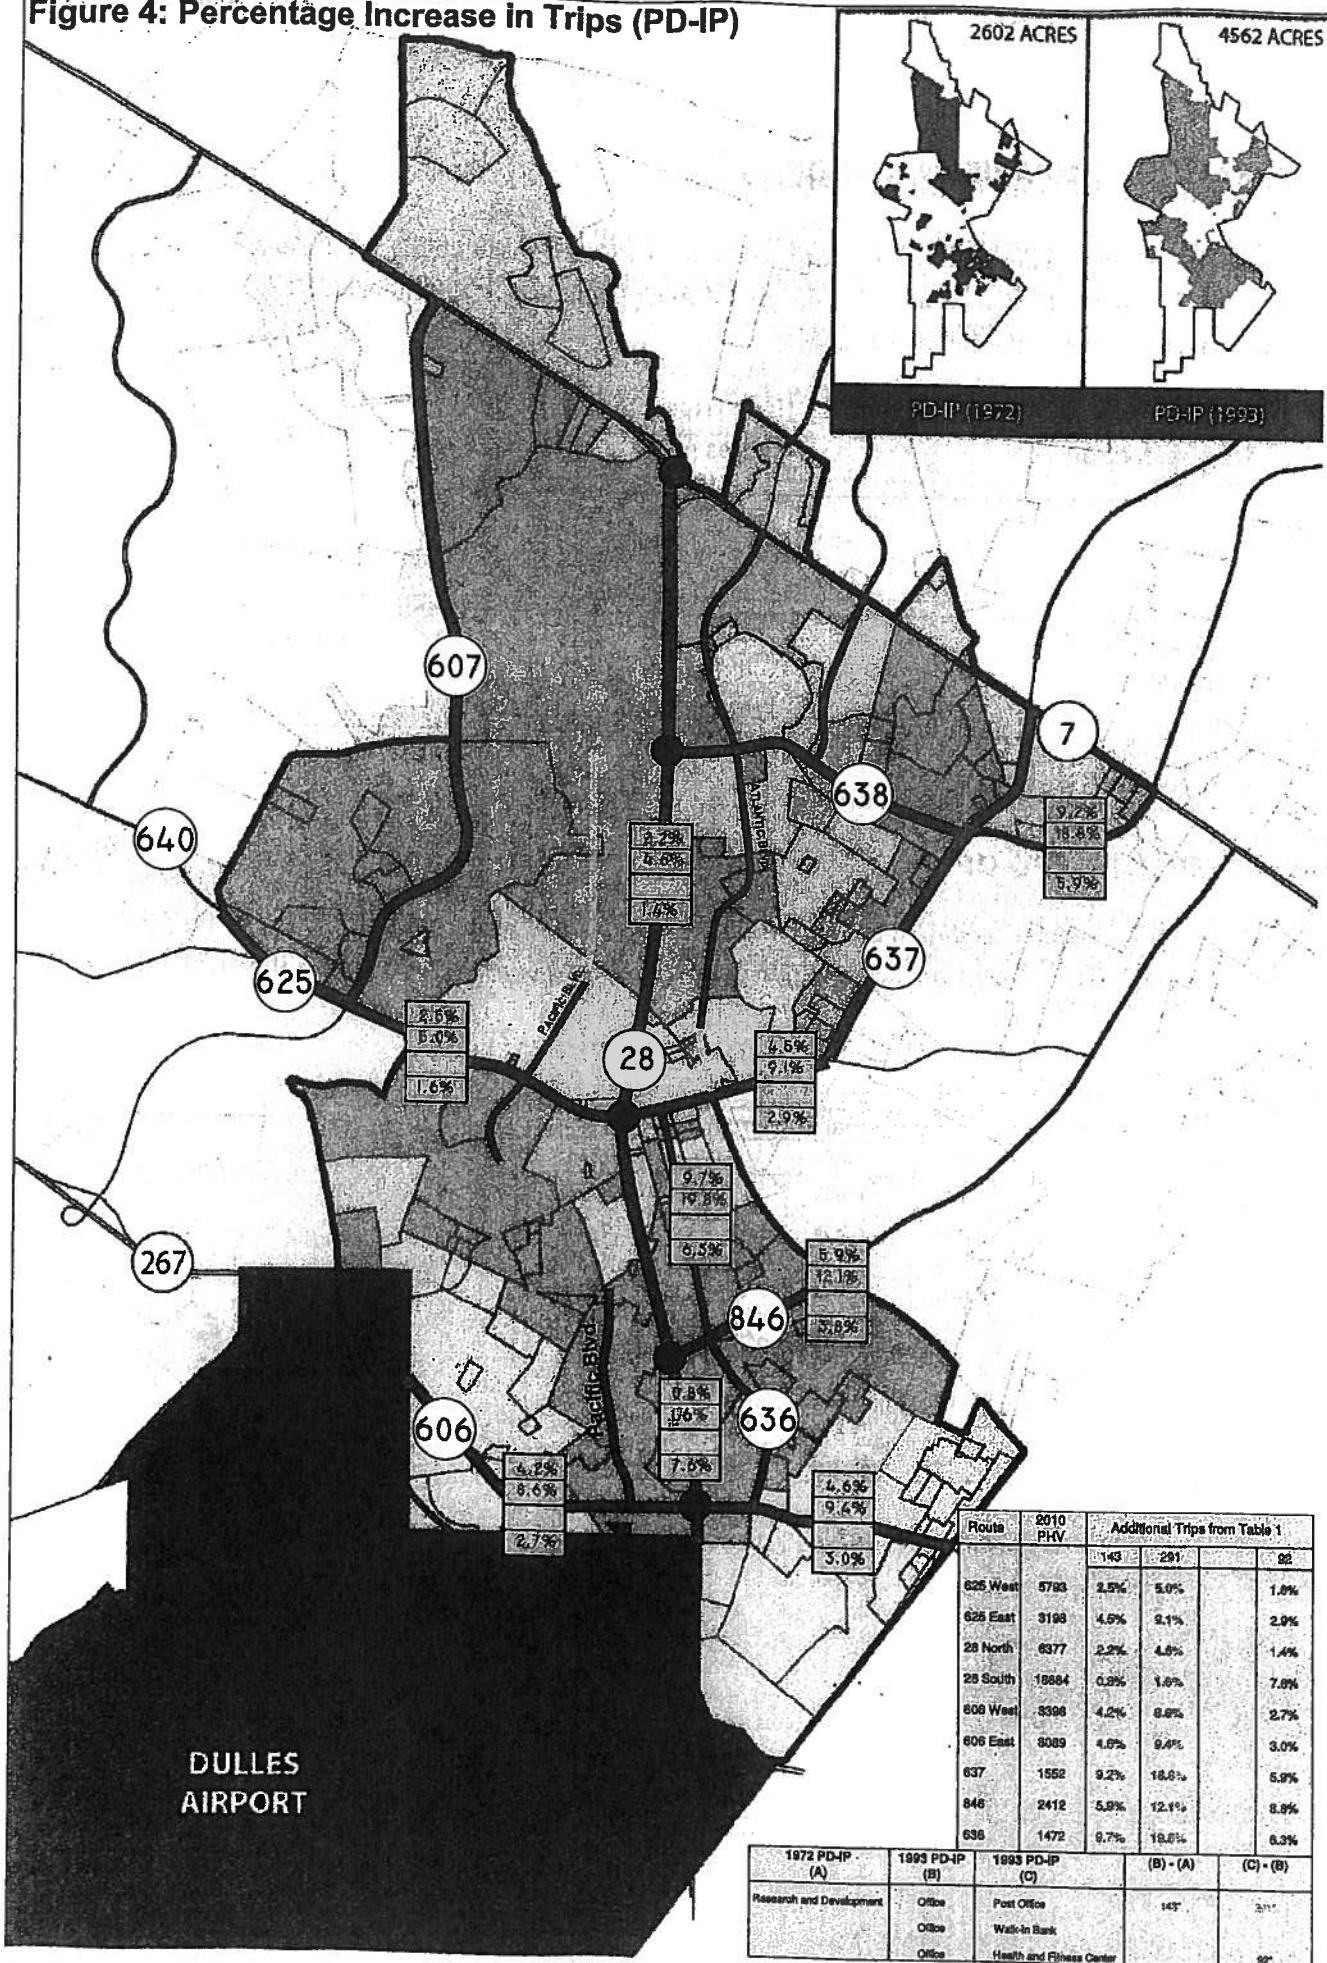 Figure 4: Percentage Increase in Trips (PD-IP)
2602 ACRES
4562 ACRES
PD-IP (1972)
PD-IP (1993)
607
7
638
640
ATLANTIC BLVD
2.2%
4.6%
1.4%
9.2%
18.8%
5.9%
637
625
PACIFIC BLVD.
2.5%
5.0%
1.6%
28
4.5%
9.1%
2.9%
9.7%
19.8%
6.3%
267
5.9%
12.1%
3.8%
846
Pacific Blvd
0.8%
1.6%
7.6%
636
606
4.2%
8.6%
2.7%
4.6%
9.4%
3.0%
DULLES
AIRPORT
Route 2010 PHV Additional Trips from Table 1
143 291 92
625 West 5793 2.5% 5.0% 1.6%
625 East 3198 4.5% 9.1% 2.9%
28 North 6377 2.2% 4.6% 1.4%
28 South 18684 0.8% 1.6% 7.6%
606 West 3398 4.2% 8.6% 2.7%
606 East 8089 4.6% 9.4% 3.0%
637 1552 9.2% 18.8% 5.9%
846 2412 5.9% 12.1% 8.8%
636 1472 9.7% 19.8% 6.3%
1972 PD-IP (A) 1993 PD-IP (B) 1993 PD-IP (C) (B) - (A) (C) - (B)
Research and Development Office Post Office 143*
Office Walk-in Bank
Office Health and Fitness Center 92*